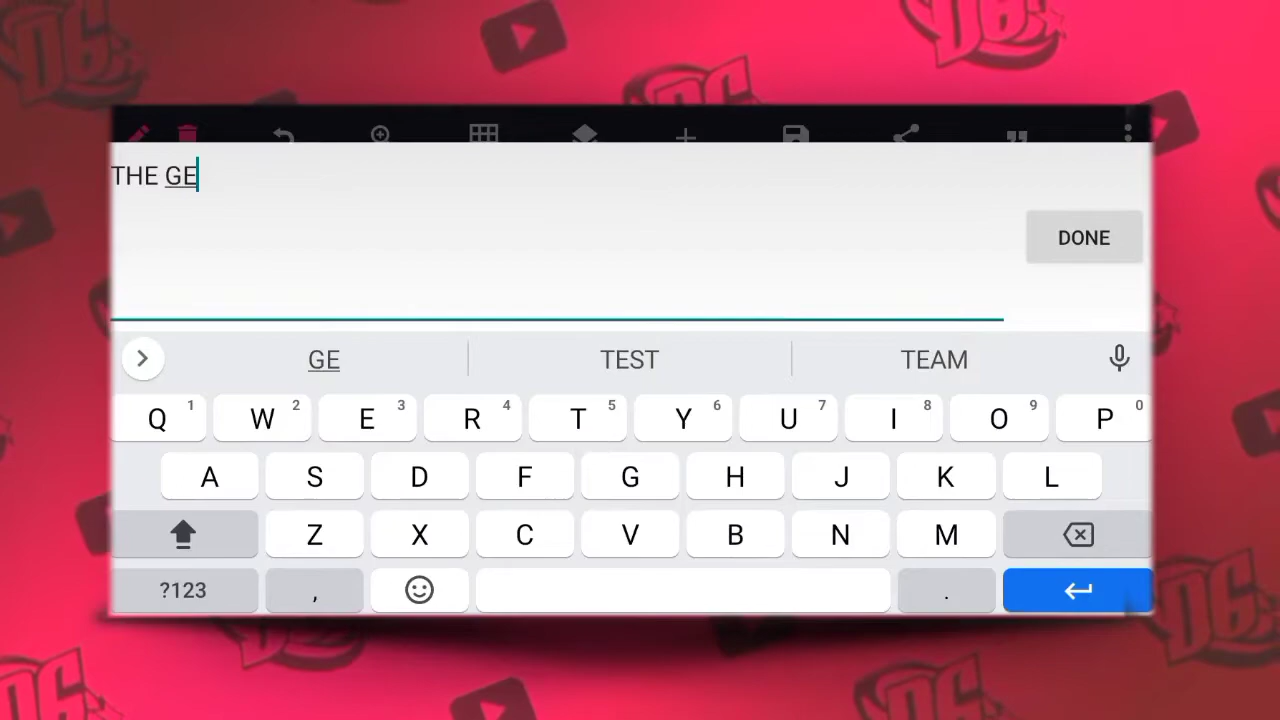 THE GE
DONE
GE TEST TEAM
Q 1 W 2 E 3 R 4 T 5 Y 6 U 7 I 8 O 9 P 0
A S D F G H J K L
Z X C V B N M
?123 , .